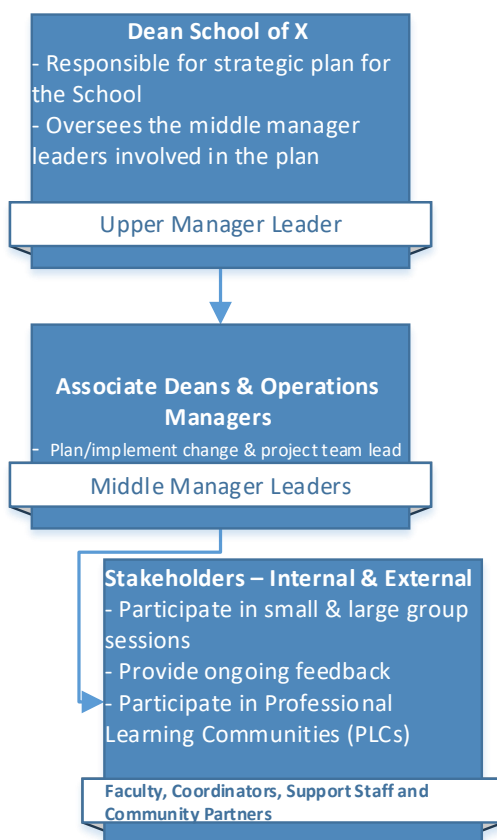 Dean School of X
- Responsible for strategic plan for
the School
- Oversees the middle manager
leaders involved in the plan
Upper Manager Leader
Associate Deans & Operations
Managers
- Plan/implement change & project team lead
Middle Manager Leaders
Stakeholders – Internal & External
- Participate in small & large group
sessions
- Provide ongoing feedback
- Participate in Professional
Learning Communities (PLCs)
Faculty, Coordinators, Support Staff and
Community Partners